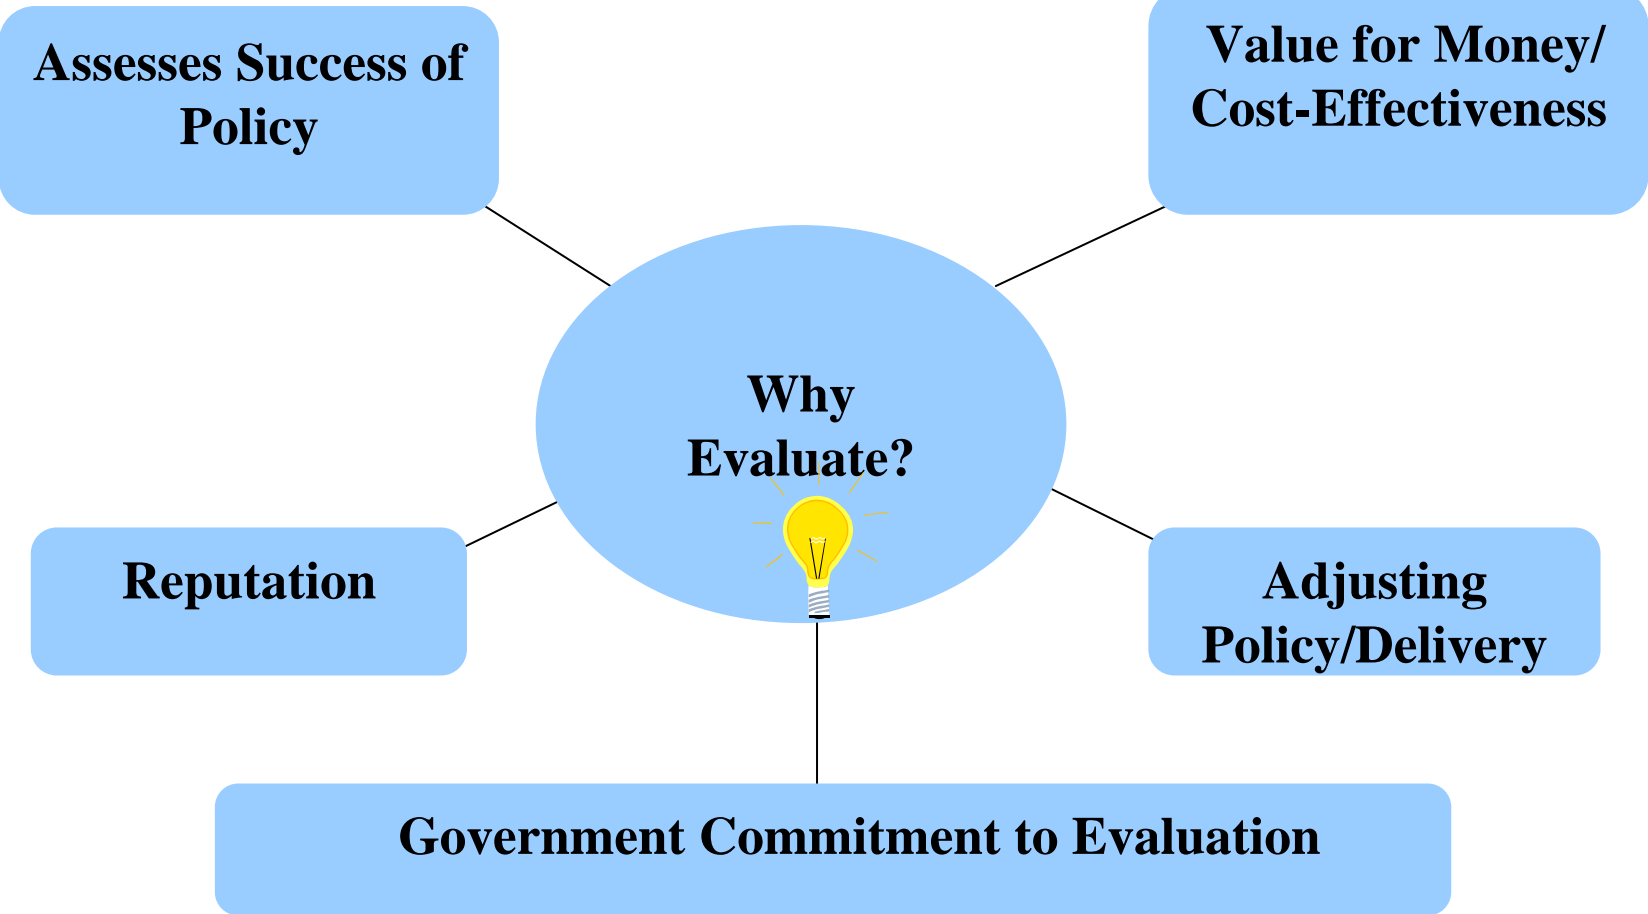 Assesses Success of
Policy
Value for Money/
Cost-Effectiveness
Why
Evaluate?
Reputation
Adjusting
Policy/Delivery
Government Commitment to Evaluation